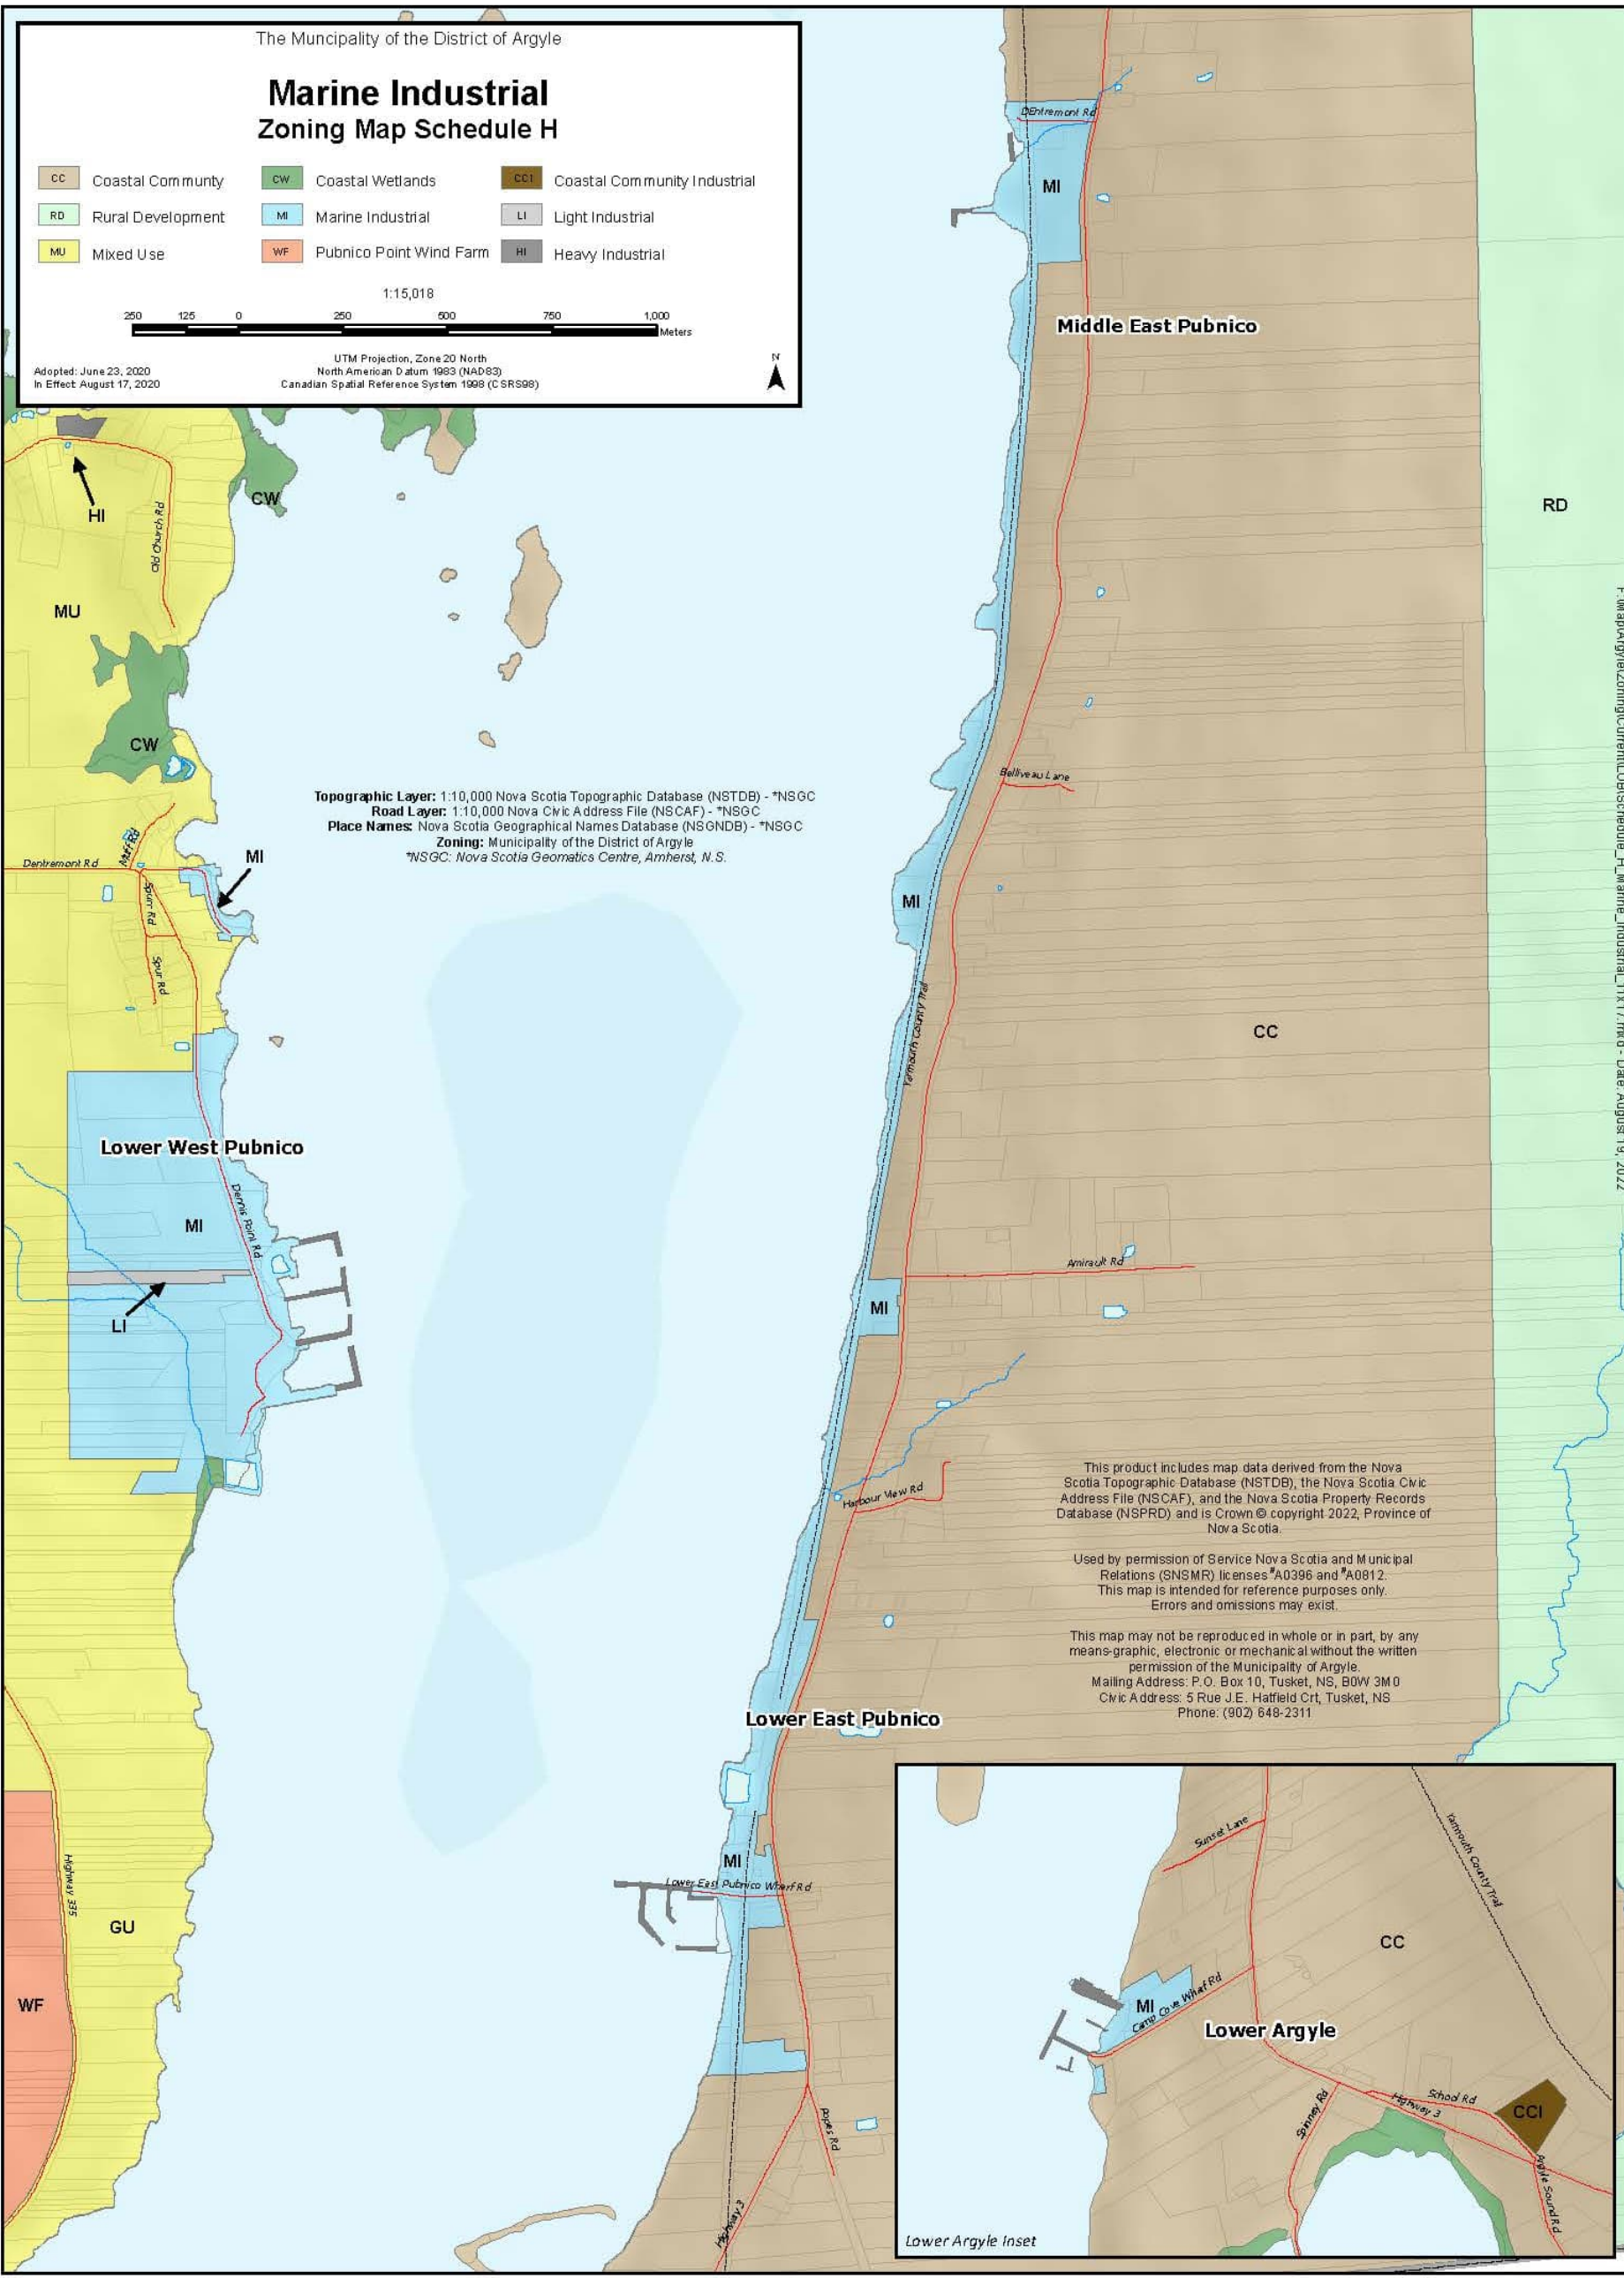 The Muncipality of the District of Argyle
Marine Industrial
Zoning Map Schedule H
CC Coastal Communty
CW Coastal Wetlands
CC1 Coastal Community Industrial
RD Rural Development
MI Marine Industrial
LI Light Industrial
MU Mixed Use
WF Pubnico Point Wind Farm
HI Heavy Industrial
1:15,018
250 125 0 250 500 750 1,000
Meters
Adopted: June 23, 2020
In Effect: August 17, 2020
UTM Projection, Zone 20 North
North American Datum 1983 (NAD83)
Canadian Spatial Reference System 1998 (CSRS98)
N
DEntremont Rd
MI
Middle East Pubnico
RD
CW
HI
Old Church Rd
MU
CW
Topographic Layer: 1:10,000 Nova Scotia Topographic Database (NSTDB) - *NSGC
Road Layer: 1:10,000 Nova Civic Address File (NSCAF) - *NSGC
Place Names: Nova Scotia Geographical Names Database (NSGNDB) - *NSGC
Zoning: Municipality of the District of Argyle
*NSGC: Nova Scotia Geomatics Centre, Amherst, N.S.
Belliveau Lane
MI
Dentremont Rd
Spurr Rd
Spur Rd
MI
Yarmouth County Trail
CC
Lower West Pubnico
MI
Dennis Point Rd
LI
Amirault Rd
MI
Harbour View Rd
This product includes map data derived from the Nova
Scotia Topographic Database (NSTDB), the Nova Scotia Civic
Address File (NSCAF), and the Nova Scotia Property Records
Database (NSPRD) and is Crown © copyright 2022, Province of
Nova Scotia.
Used by permission of Service Nova Scotia and Municipal
Relations (SNSMR) licenses #A0396 and #A0812.
This map is intended for reference purposes only.
Errors and omissions may exist.
This map may not be reproduced in whole or in part, by any
means-graphic, electronic or mechanical without the written
permission of the Municipality of Argyle.
Mailing Address: P.O. Box 10, Tusket, NS, B0W 3M0
Civic Address: 5 Rue J.E. Hatfield Crt, Tusket, NS
Phone: (902) 648-2311
Lower East Pubnico
MI
Lower East Pubnico Wharf Rd
Highway 335
GU
WF
Popes Rd
Highway 3
Sunset Lane
Yarmouth County Trail
CC
MI
Camp Cove Wharf Rd
Lower Argyle
School Rd
Highway 3
Spinney Rd
CCI
Argyle Sound Rd
Lower Argyle Inset